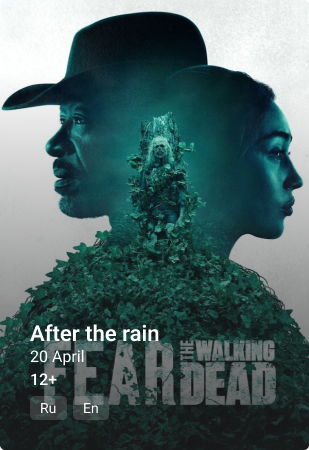 After the rain
20 April
12+
Ru En
FEAR THE WALKING DEAD